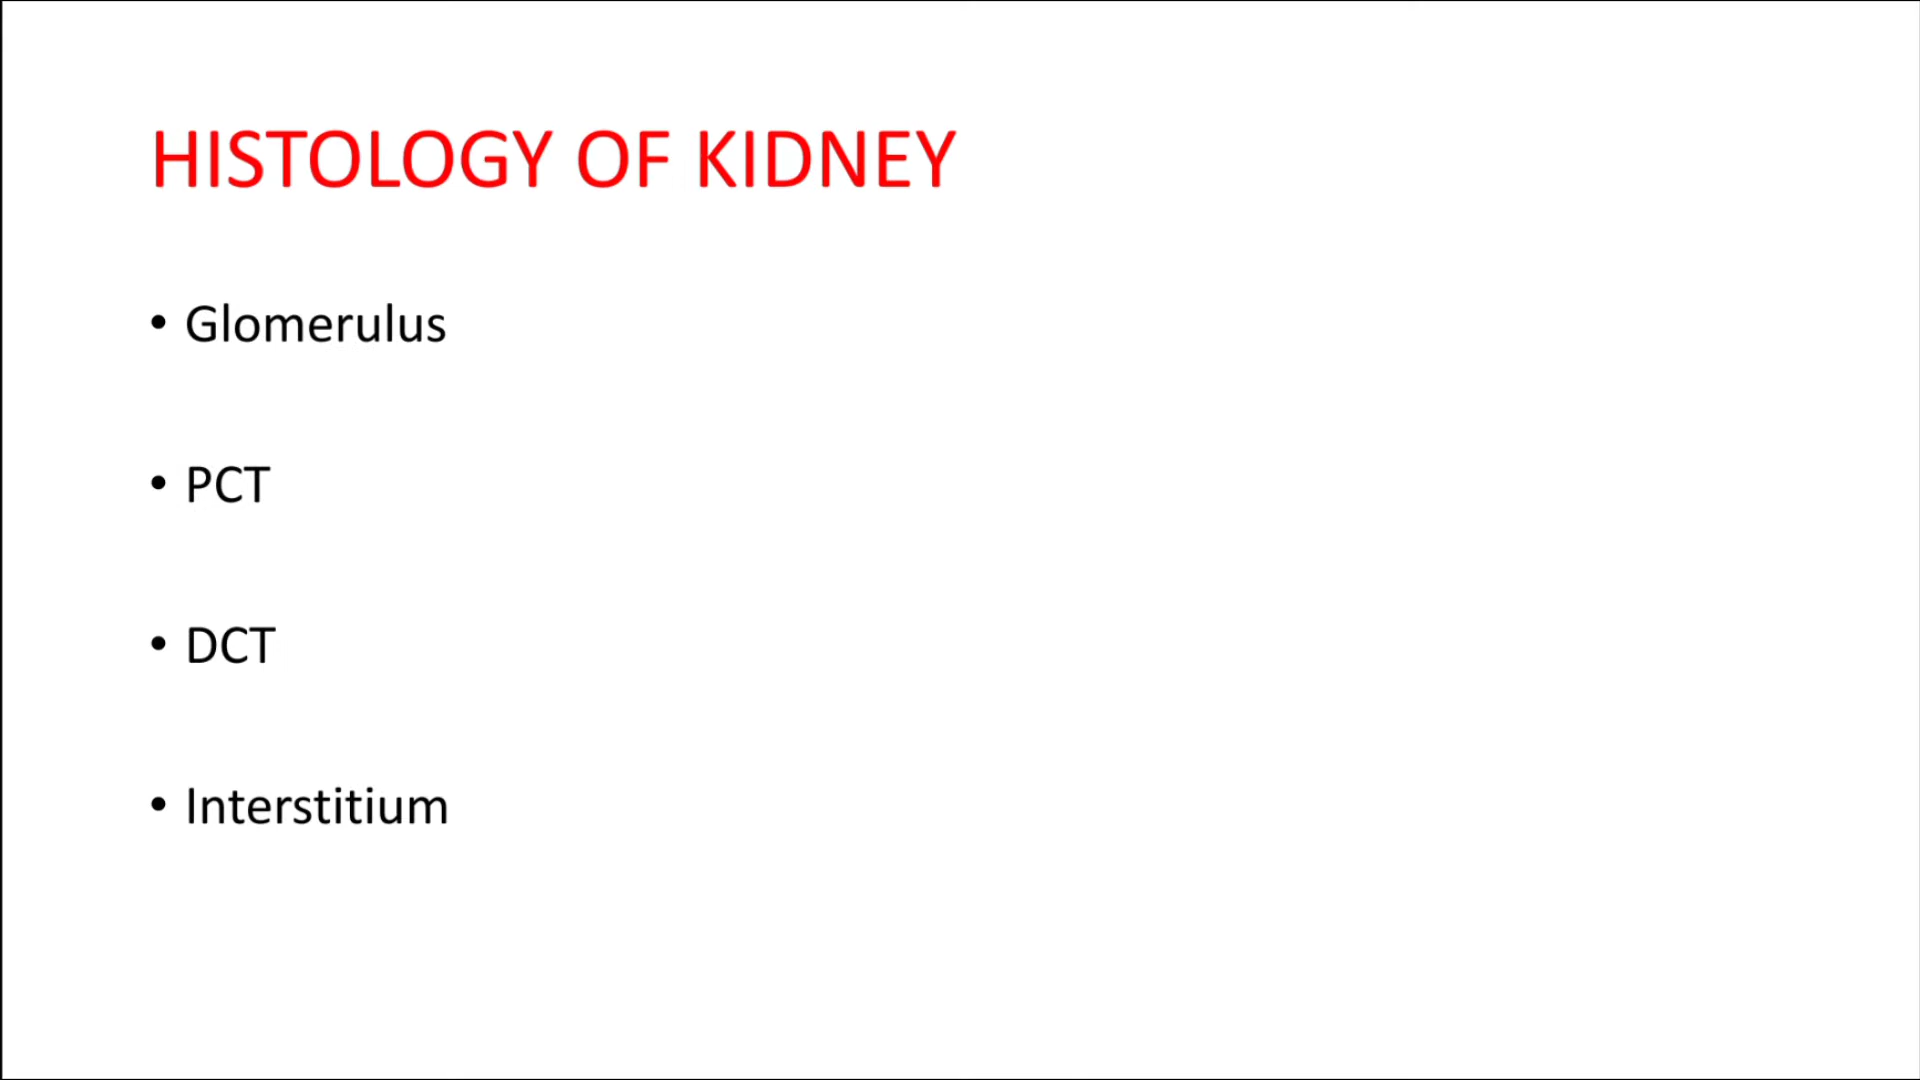 HISTOLOGY OF KIDNEY
• Glomerulus
• PCT
• DCT
• Interstitium